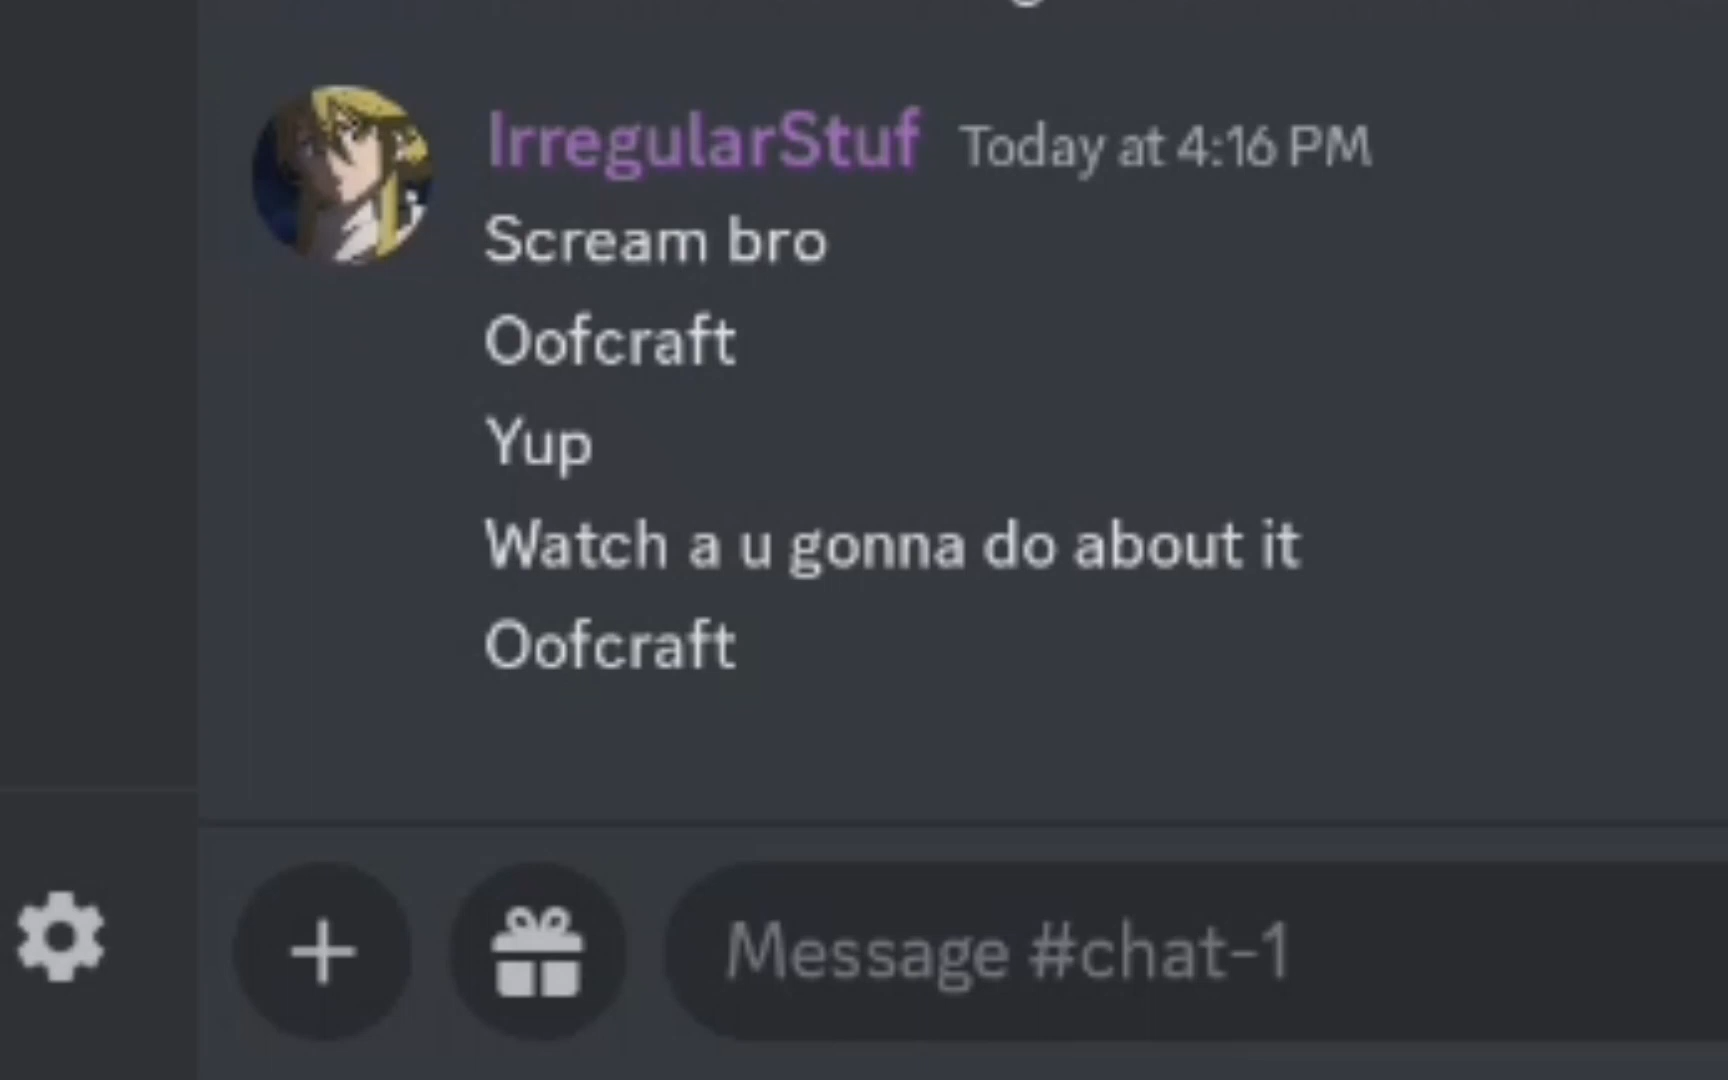 IrregularStuf Today at 4:16 PM
Scream bro
Oofcraft
Yup
Watch a u gonna do about it
Oofcraft
Message #chat-1